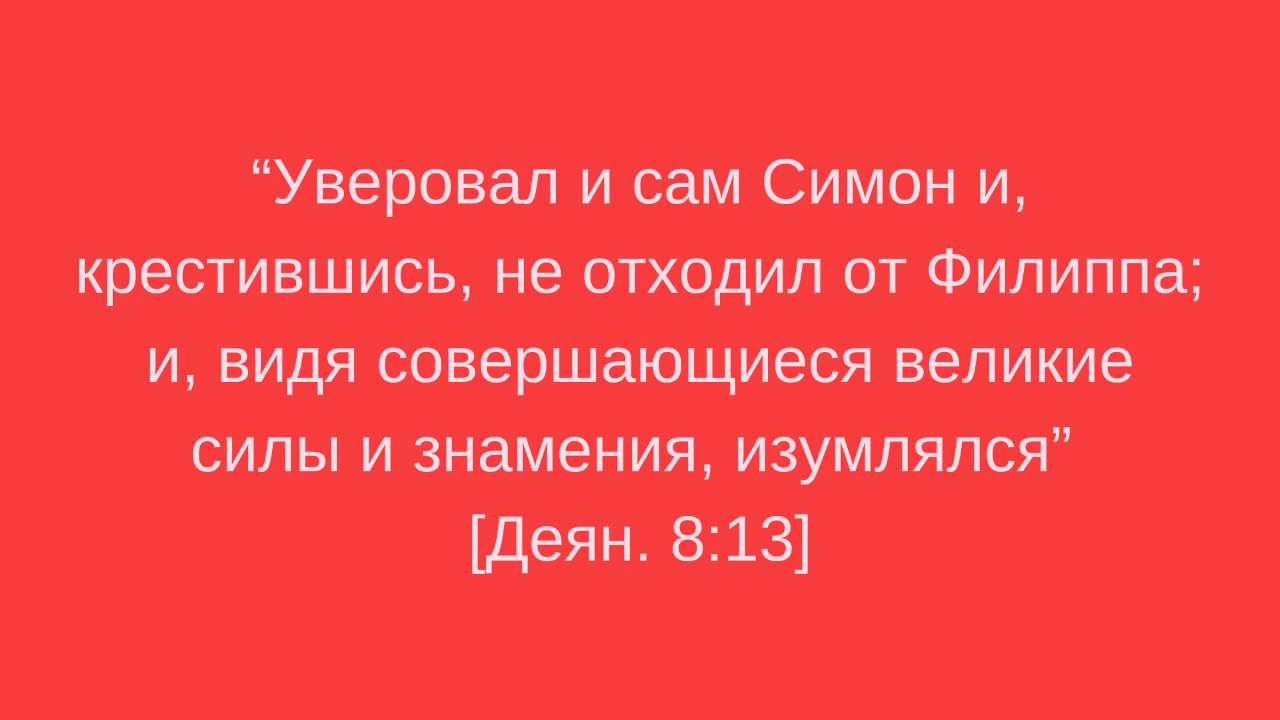 “Уверовал и сам Симон и,
крестившись, не отходил от Филиппа;
и, видя совершающиеся великие
силы и знамения, изумлялся”
[Деян. 8:13]